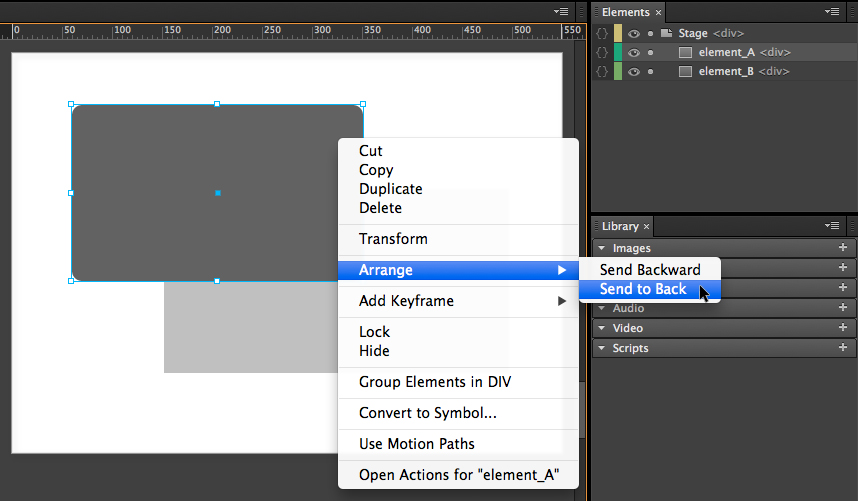 Elements ×
0 50 100 150 200 250 300 350 400 450 500 550
{} Stage <div>
{} element_A <div>
{} element_B <div>
Cut
Copy
Duplicate
Delete
Transform
Arrange
Add Keyframe
Lock
Hide
Group Elements in DIV
Convert to Symbol...
Use Motion Paths
Open Actions for "element_A"
Send Backward
Send to Back
Library ×
Images
Audio
Video
Scripts